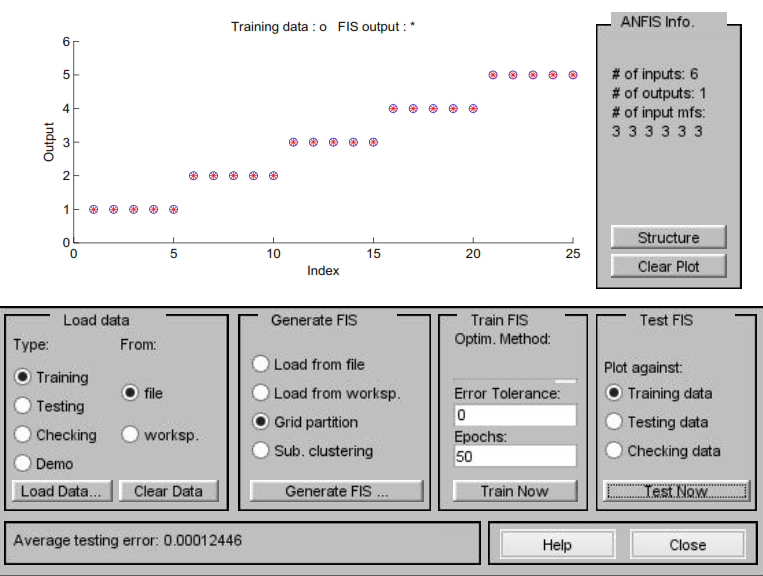 Training data : o   FIS output : *
6
5
4
3
2
1
0
Output
0 5 10 15 20 25
Index
ANFIS Info.
# of inputs: 6
# of outputs: 1
# of input mfs:
3 3 3 3 3 3
Structure
Clear Plot
Load data
Type: From:
Training
Testing
Checking
Demo
file
worksp.
Load Data... Clear Data
Generate FIS
Load from file
Load from worksp.
Grid partition
Sub. clustering
Generate FIS ...
Train FIS
Optim. Method:
Error Tolerance:
0
Epochs:
50
Train Now
Test FIS
Plot against:
Training data
Testing data
Checking data
Test Now
Average testing error: 0.00012446
Help Close